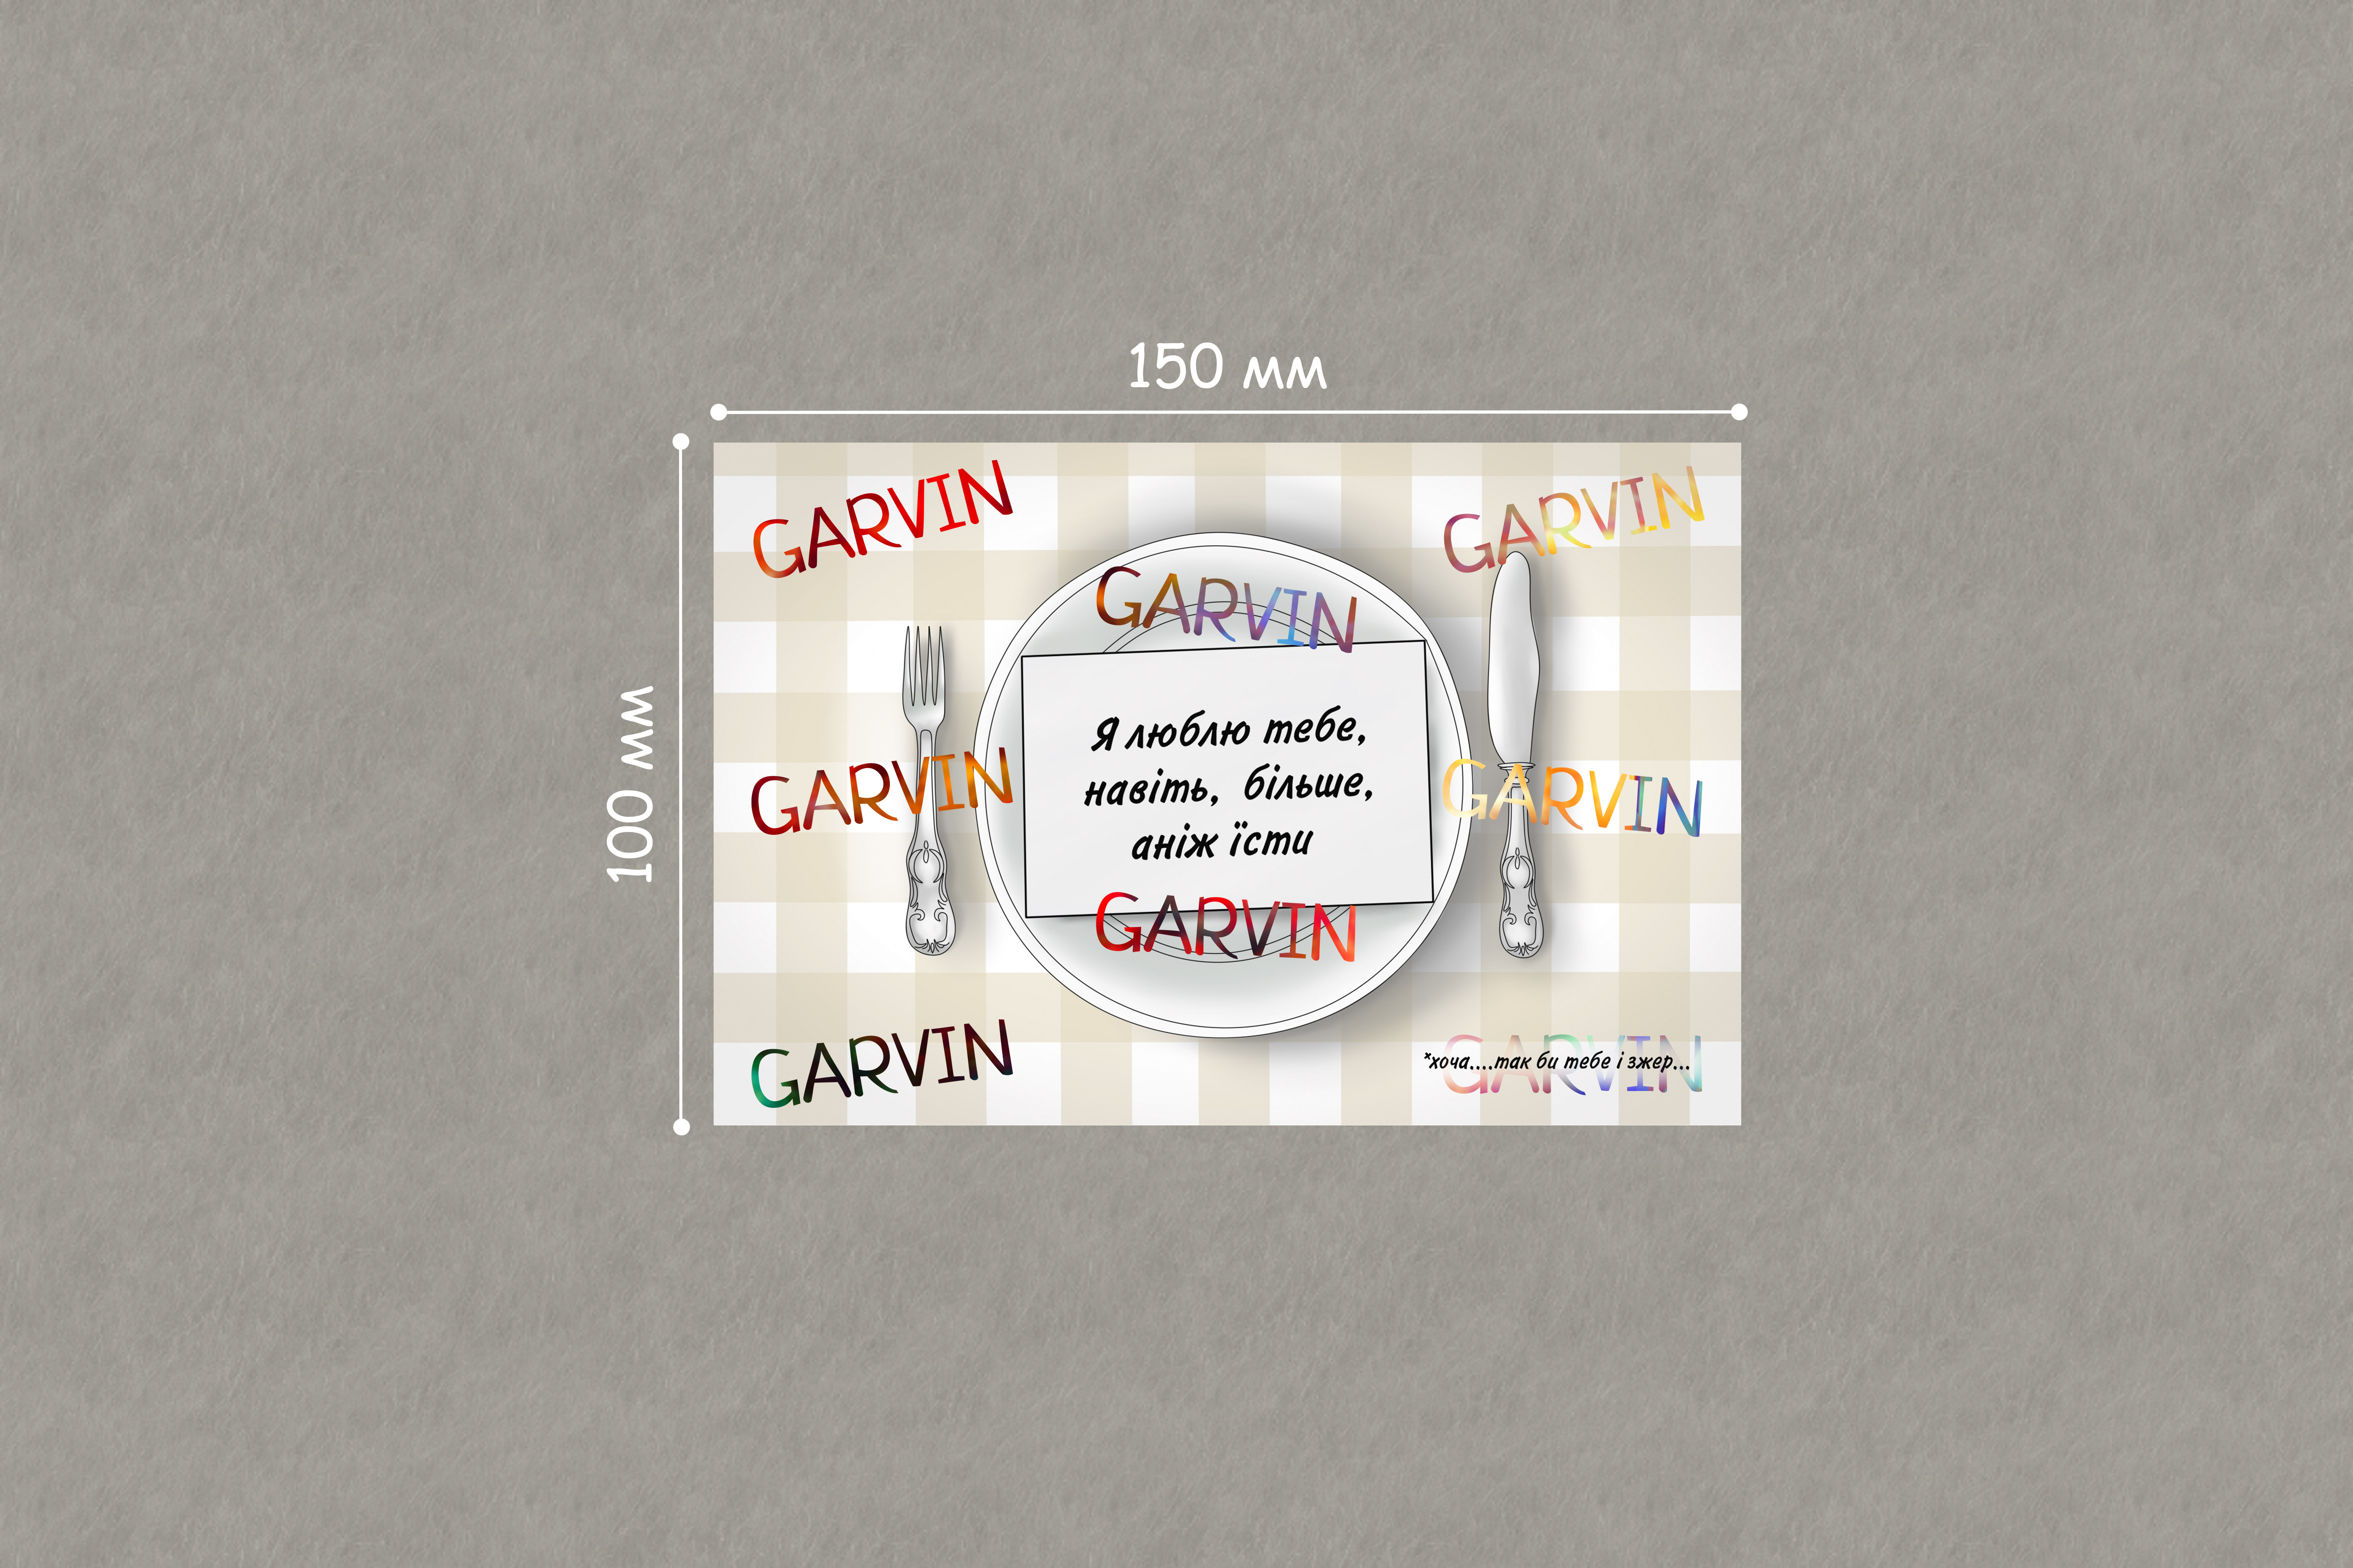 150 мм
100 мм
GARVIN
GARVIN
GARVIN
Я люблю тебе,
навіть, більше,
аніж їсти
GARVIN
GARVIN
GARVIN
GARVIN
GARVIN
*хоча....так би тебе і зжер...